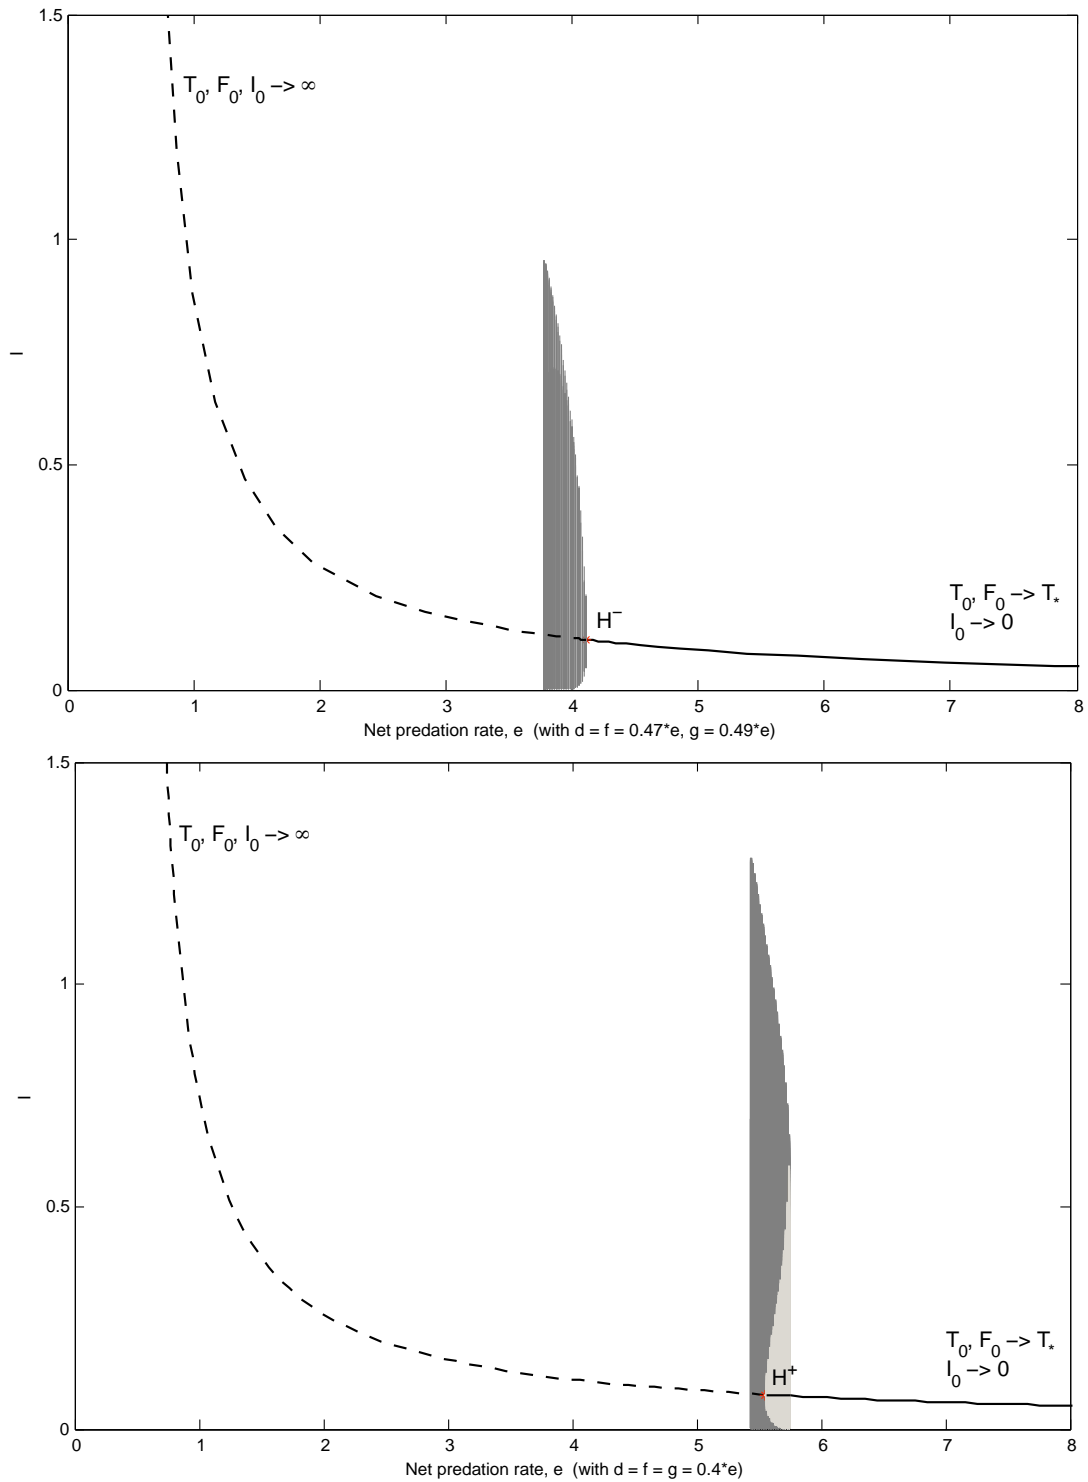 1.5
T₀, F₀, I₀ −> ∞
1
I
0.5
H⁻
T₀, F₀ −> T*
I₀ −> 0
0
0 1 2 3 4 5 6 7 8
Net predation rate, e (with d = f = 0.47*e, g = 0.49*e)
1.5
T₀, F₀, I₀ −> ∞
1
I
0.5
T₀, F₀ −> T*
H⁺
I₀ −> 0
0
0 1 2 3 4 5 6 7 8
Net predation rate, e (with d = f = g = 0.4*e)